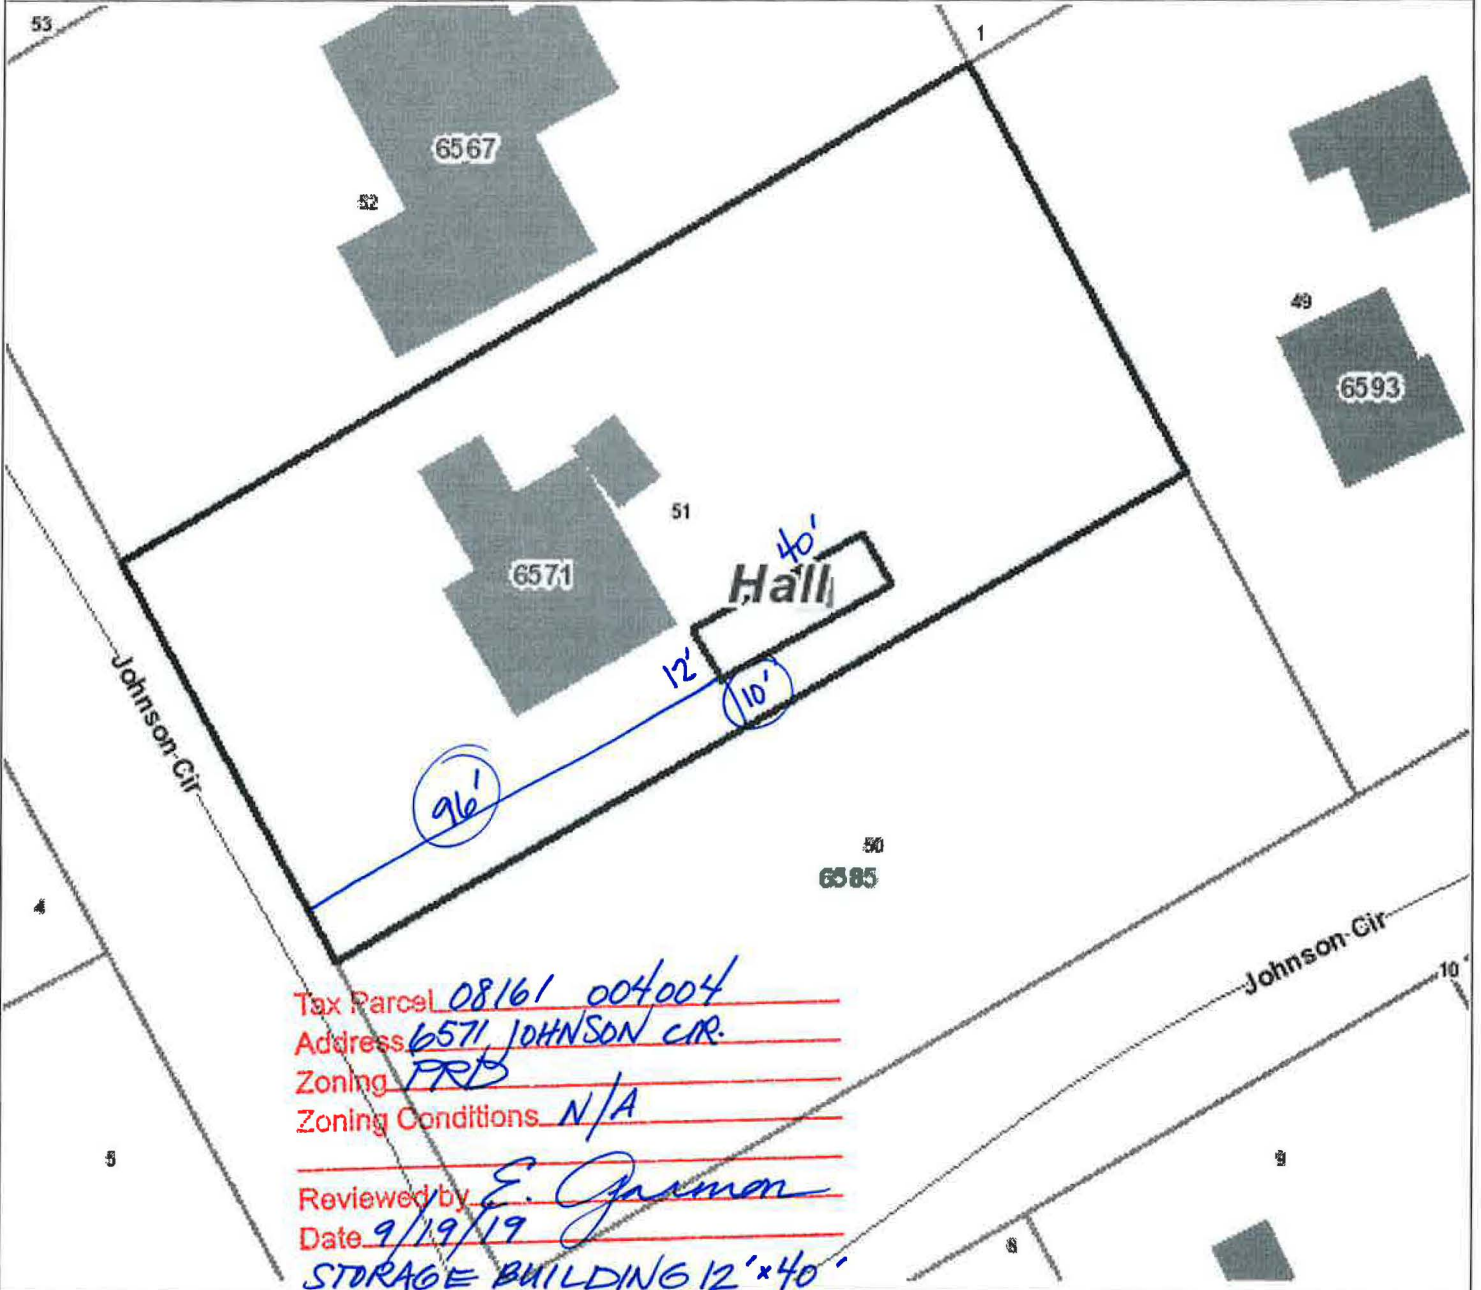 53
1
6567
52
49
6593
51
40'
Hall
6571
12'
10'
Johnson Cir
96'
50
6585
4
Johnson Cir
10
Tax Parcel 08161 004004
Address 6571 JOHNSON CIR.
Zoning PRD
Zoning Conditions N/A
5
9
Reviewed by E. Garmon
Date 9/19/19
8
STORAGE BUILDING 12'x40'